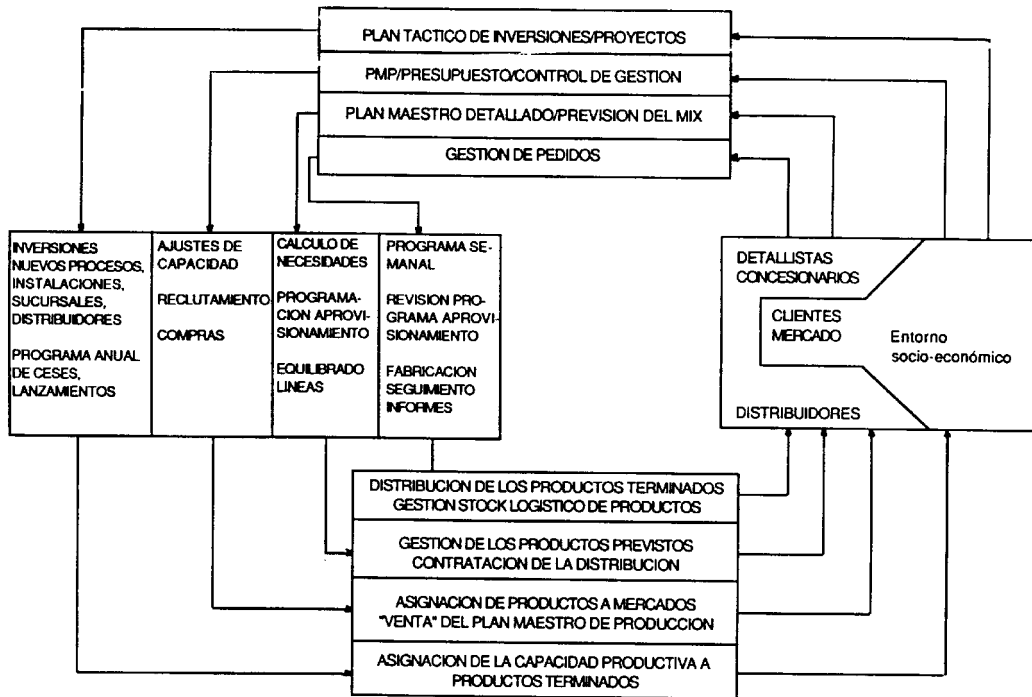 PLAN TACTICO DE INVERSIONES/PROYECTOS
PMP/PRESUPUESTO/CONTROL DE GESTION
PLAN MAESTRO DETALLADO/PREVISION DEL MIX
GESTION DE PEDIDOS
INVERSIONES
NUEVOS PROCESOS,
INSTALACIONES,
SUCURSALES,
DISTRIBUIDORES
PROGRAMA ANUAL
DE CESES,
LANZAMIENTOS
AJUSTES DE
CAPACIDAD
RECLUTAMIENTO
COMPRAS
CALCULO DE
NECESIDADES
PROGRAMA-
CION APROVI-
SIONAMIENTO
EQUILIBRADO
LINEAS
PROGRAMA SE-
MANAL
REVISION PRO-
GRAMA APROVI-
SIONAMIENTO
FABRICACION
SEGUIMIENTO
INFORMES
DETALLISTAS
CONCESIONARIOS
CLIENTES
MERCADO
DISTRIBUIDORES
Entorno
socio-económico
DISTRIBUCION DE LOS PRODUCTOS TERMINADOS
GESTION STOCK LOGISTICO DE PRODUCTOS
GESTION DE LOS PRODUCTOS PREVISTOS
CONTRATACION DE LA DISTRIBUCION
ASIGNACION DE PRODUCTOS A MERCADOS
"VENTA" DEL PLAN MAESTRO DE PRODUCCION
ASIGNACION DE LA CAPACIDAD PRODUCTIVA A
PRODUCTOS TERMINADOS